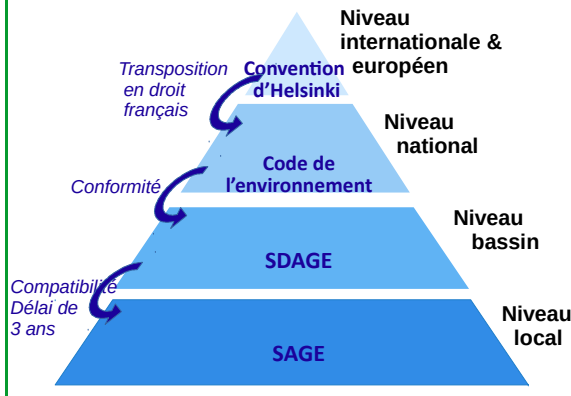 Niveau
internationale &
européen
Transposition
en droit
français
Convention
d'Helsinki
Niveau
national
Conformité
Code de
l'environnement
Niveau
bassin
SDAGE
Compatibilité
Délai de
3 ans
Niveau
local
SAGE